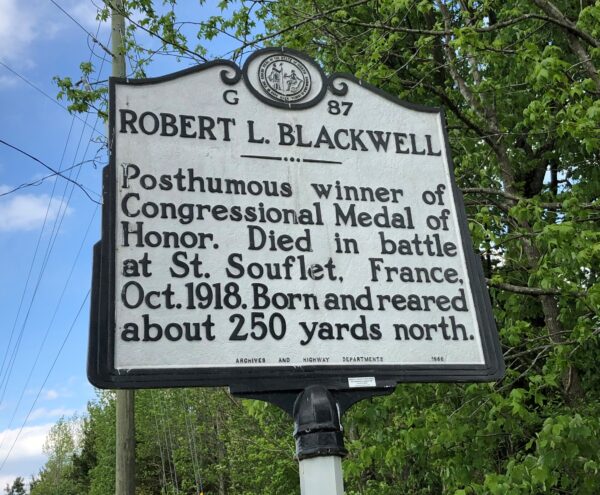 G 87
ROBERT L. BLACKWELL
Posthumous winner of
Congressional Medal of
Honor. Died in battle
at St. Souflet, France,
Oct. 1918. Born and reared
about 250 yards north.
ARCHIVES AND HIGHWAY DEPARTMENTS